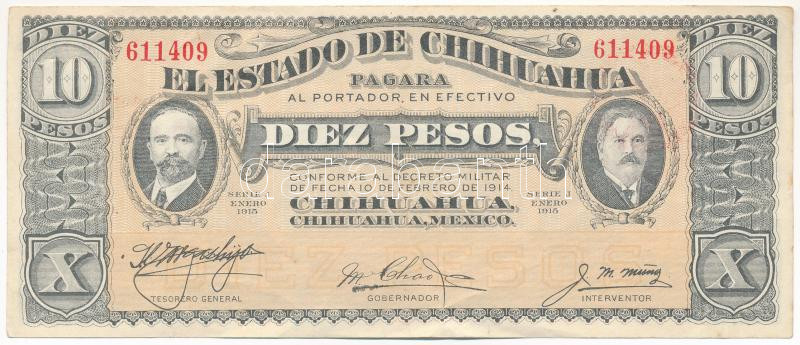 DIEZ
10
PESOS
611409
EL ESTADO DE CHIHUAHUA
611409
DIEZ
10
PESOS
PAGARA
AL PORTADOR, EN EFECTIVO
DIEZ PESOS.
CONFORME AL DECRETO MILITAR
DE FECHA 10 DE FEBRERO DE 1914
CHIHUAHUA,
CHIHUAHUA, MEXICO.
SERIE J
ENERO
1915
SERIE J
ENERO
1915
DIEZ PESOS
X
X
TESORERO GENERAL
M. Chao
GOBERNADOR
J. M. Muñoz
INTERVENTOR